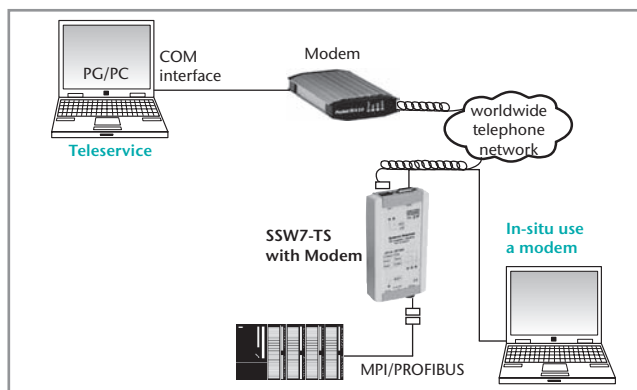 PG/PC
COM
interface
Modem
Teleservice
worldwide
telephone
network
SSW7-TS
with Modem
In-situ use
a modem
MPI/PROFIBUS